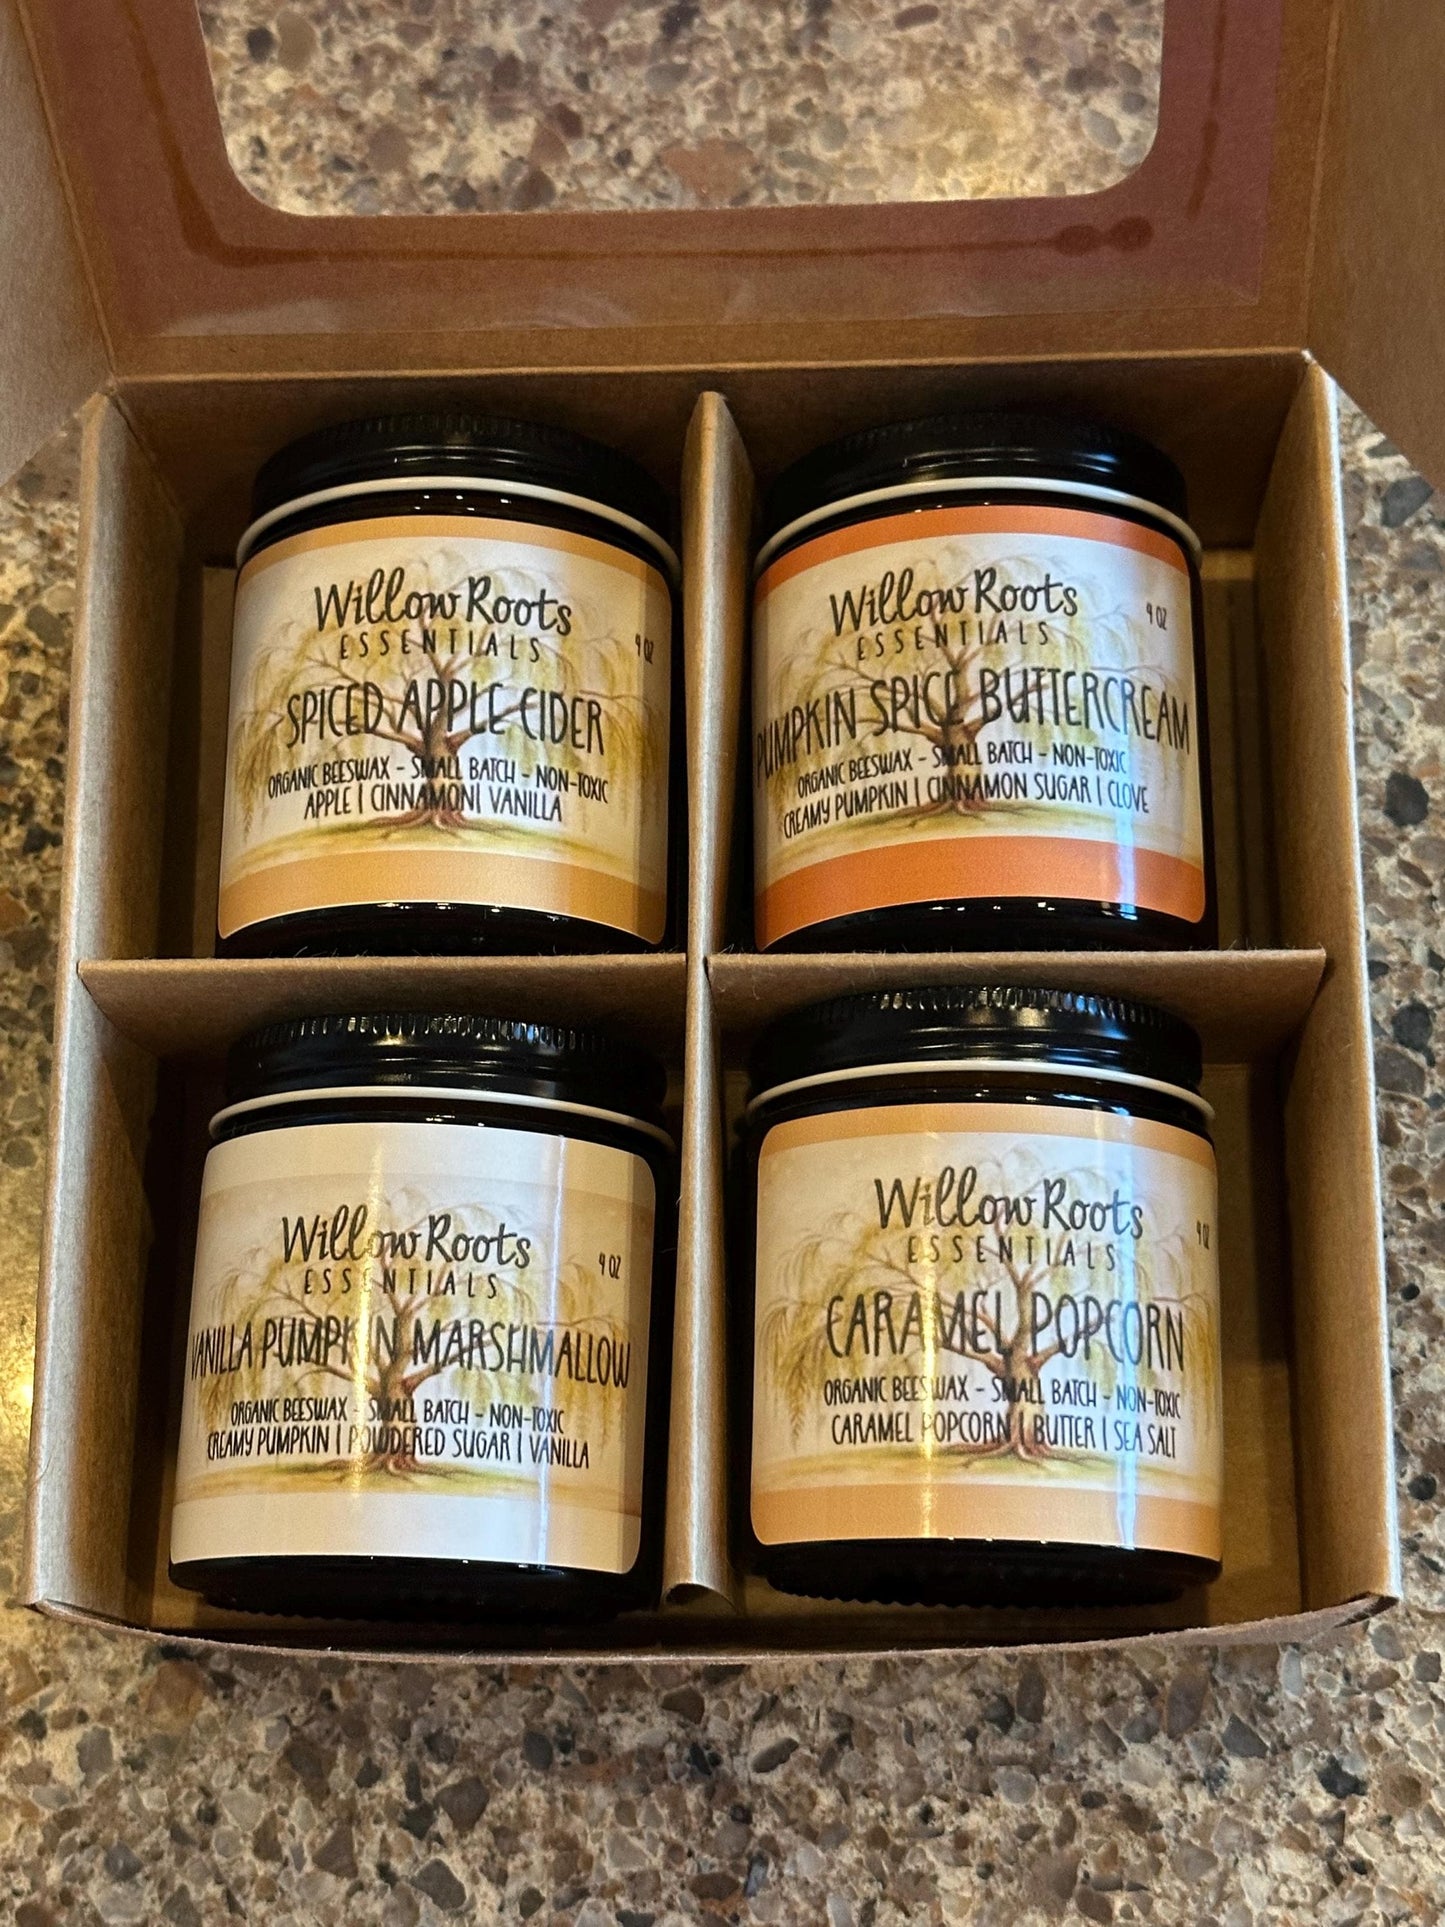 Willow Roots
ESSENTIALS
4 OZ
SPICED APPLE CIDER
ORGANIC BEESWAX - SMALL BATCH - NON-TOXIC
APPLE | CINNAMON| VANILLA
Willow Roots
ESSENTIALS
4 OZ
PUMPKIN SPICE BUTTERCREAM
ORGANIC BEESWAX - SMALL BATCH - NON-TOXIC
CREAMY PUMPKIN | CINNAMON SUGAR | CLOVE
Willow Roots
ESSENTIALS
4 OZ
VANILLA PUMPKIN MARSHMALLOW
ORGANIC BEESWAX - SMALL BATCH - NON-TOXIC
CREAMY PUMPKIN | POWDERED SUGAR | VANILLA
Willow Roots
ESSENTIALS
4 OZ
CARAMEL POPCORN
ORGANIC BEESWAX - SMALL BATCH - NON-TOXIC
CARAMEL POPCORN | BUTTER | SEA SALT